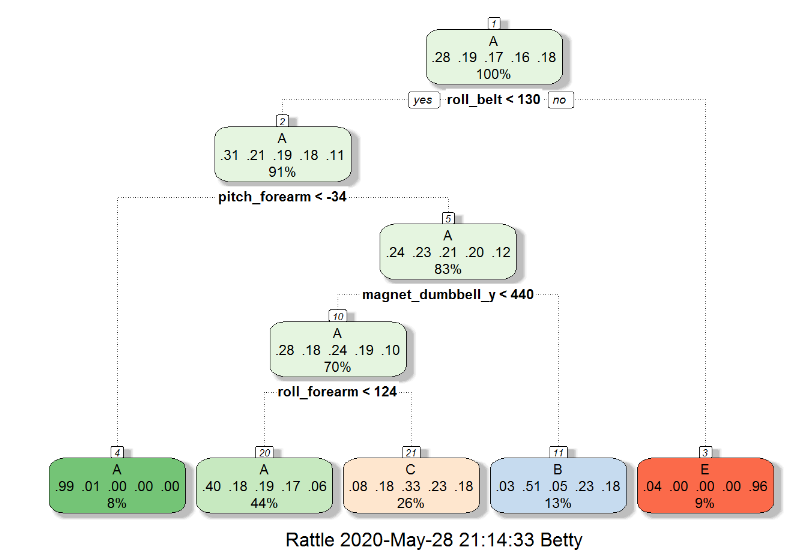 1
A
.28 .19 .17 .16 .18
100%
yes roll_belt < 130 no
2
A
.31 .21 .19 .18 .11
91%
pitch_forearm < -34
5
A
.24 .23 .21 .20 .12
83%
magnet_dumbbell_y < 440
10
A
.28 .18 .24 .19 .10
70%
roll_forearm < 124
4
A
.99 .01 .00 .00 .00
8%
20
A
.40 .18 .19 .17 .06
44%
21
C
.08 .18 .33 .23 .18
26%
11
B
.03 .51 .05 .23 .18
13%
3
E
.04 .00 .00 .00 .96
9%
Rattle 2020-May-28 21:14:33 Betty